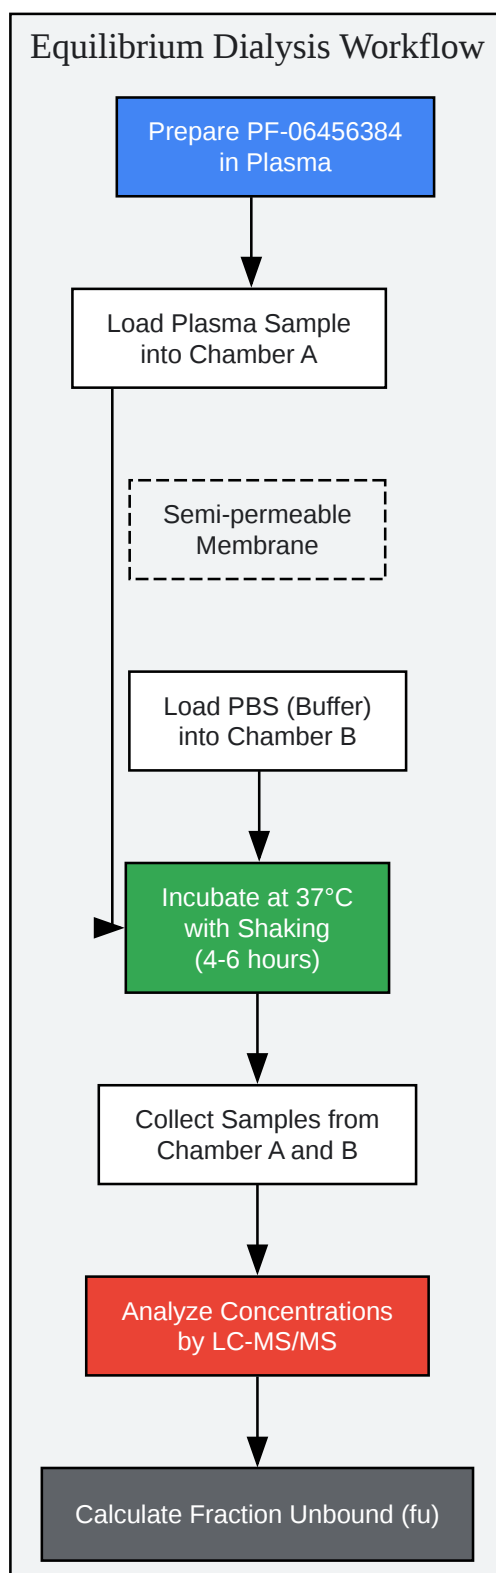 Equilibrium Dialysis Workflow
Prepare PF-06456384
in Plasma
Load Plasma Sample
into Chamber A
Semi-permeable
Membrane
Load PBS (Buffer)
into Chamber B
Incubate at 37°C
with Shaking
(4-6 hours)
Collect Samples from
Chamber A and B
Analyze Concentrations
by LC-MS/MS
Calculate Fraction Unbound (fu)